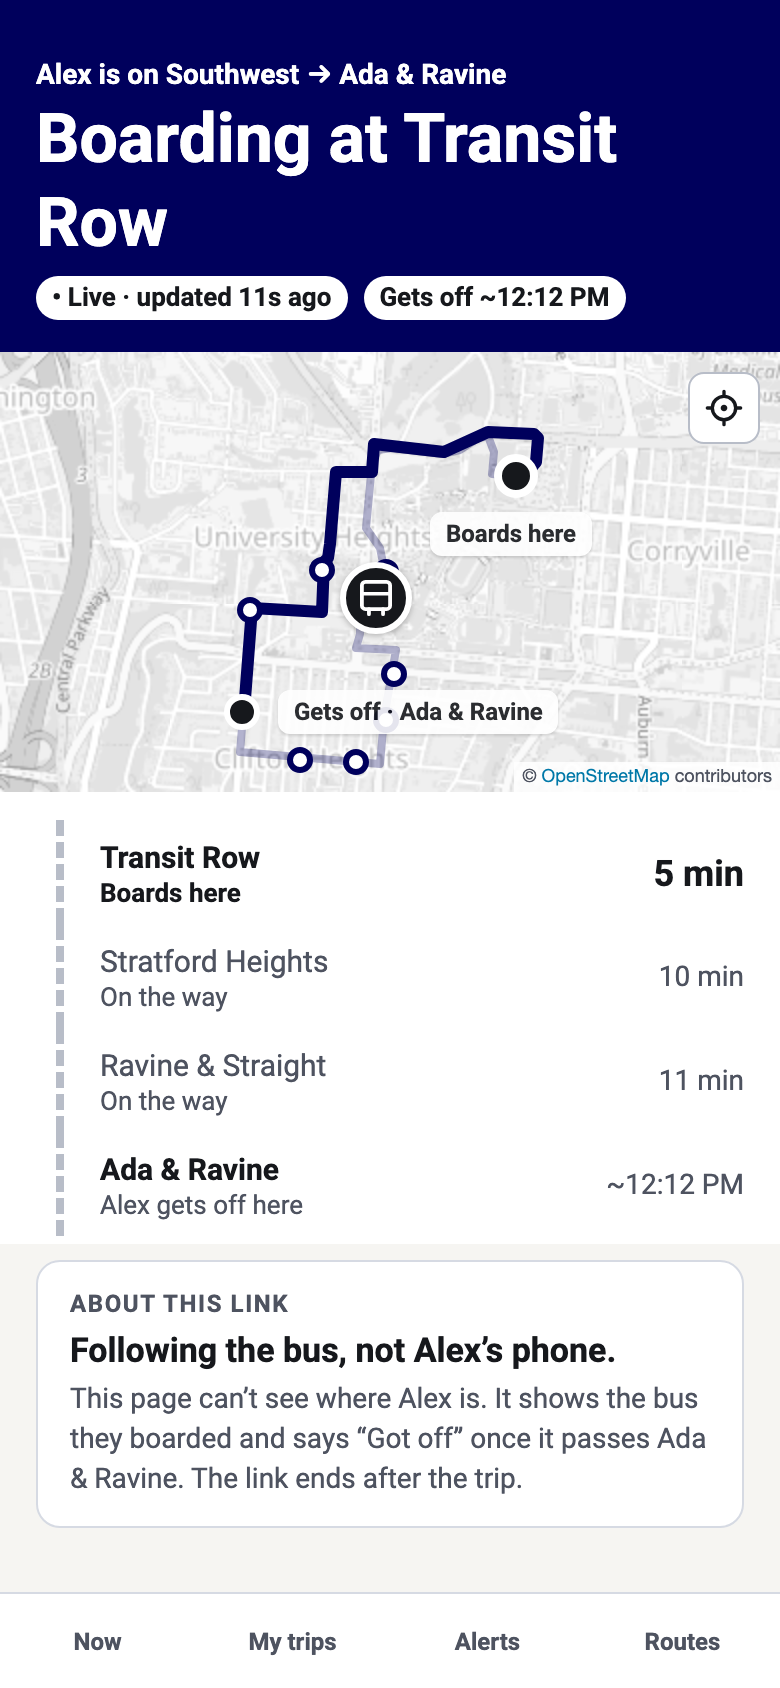 Alex is on Southwest → Ada & Ravine
Boarding at Transit
Row
• Live · updated 11s ago
Gets off ~12:12 PM
University Heights
Boards here
Corryville
Central Parkway
28
3
Gets off · Ada & Ravine
Auburn
© OpenStreetMap contributors
Transit Row
Boards here
5 min
Stratford Heights
On the way
10 min
Ravine & Straight
On the way
11 min
Ada & Ravine
Alex gets off here
~12:12 PM
ABOUT THIS LINK
Following the bus, not Alex’s phone.
This page can’t see where Alex is. It shows the bus
they boarded and says “Got off” once it passes Ada
& Ravine. The link ends after the trip.
Now
My trips
Alerts
Routes